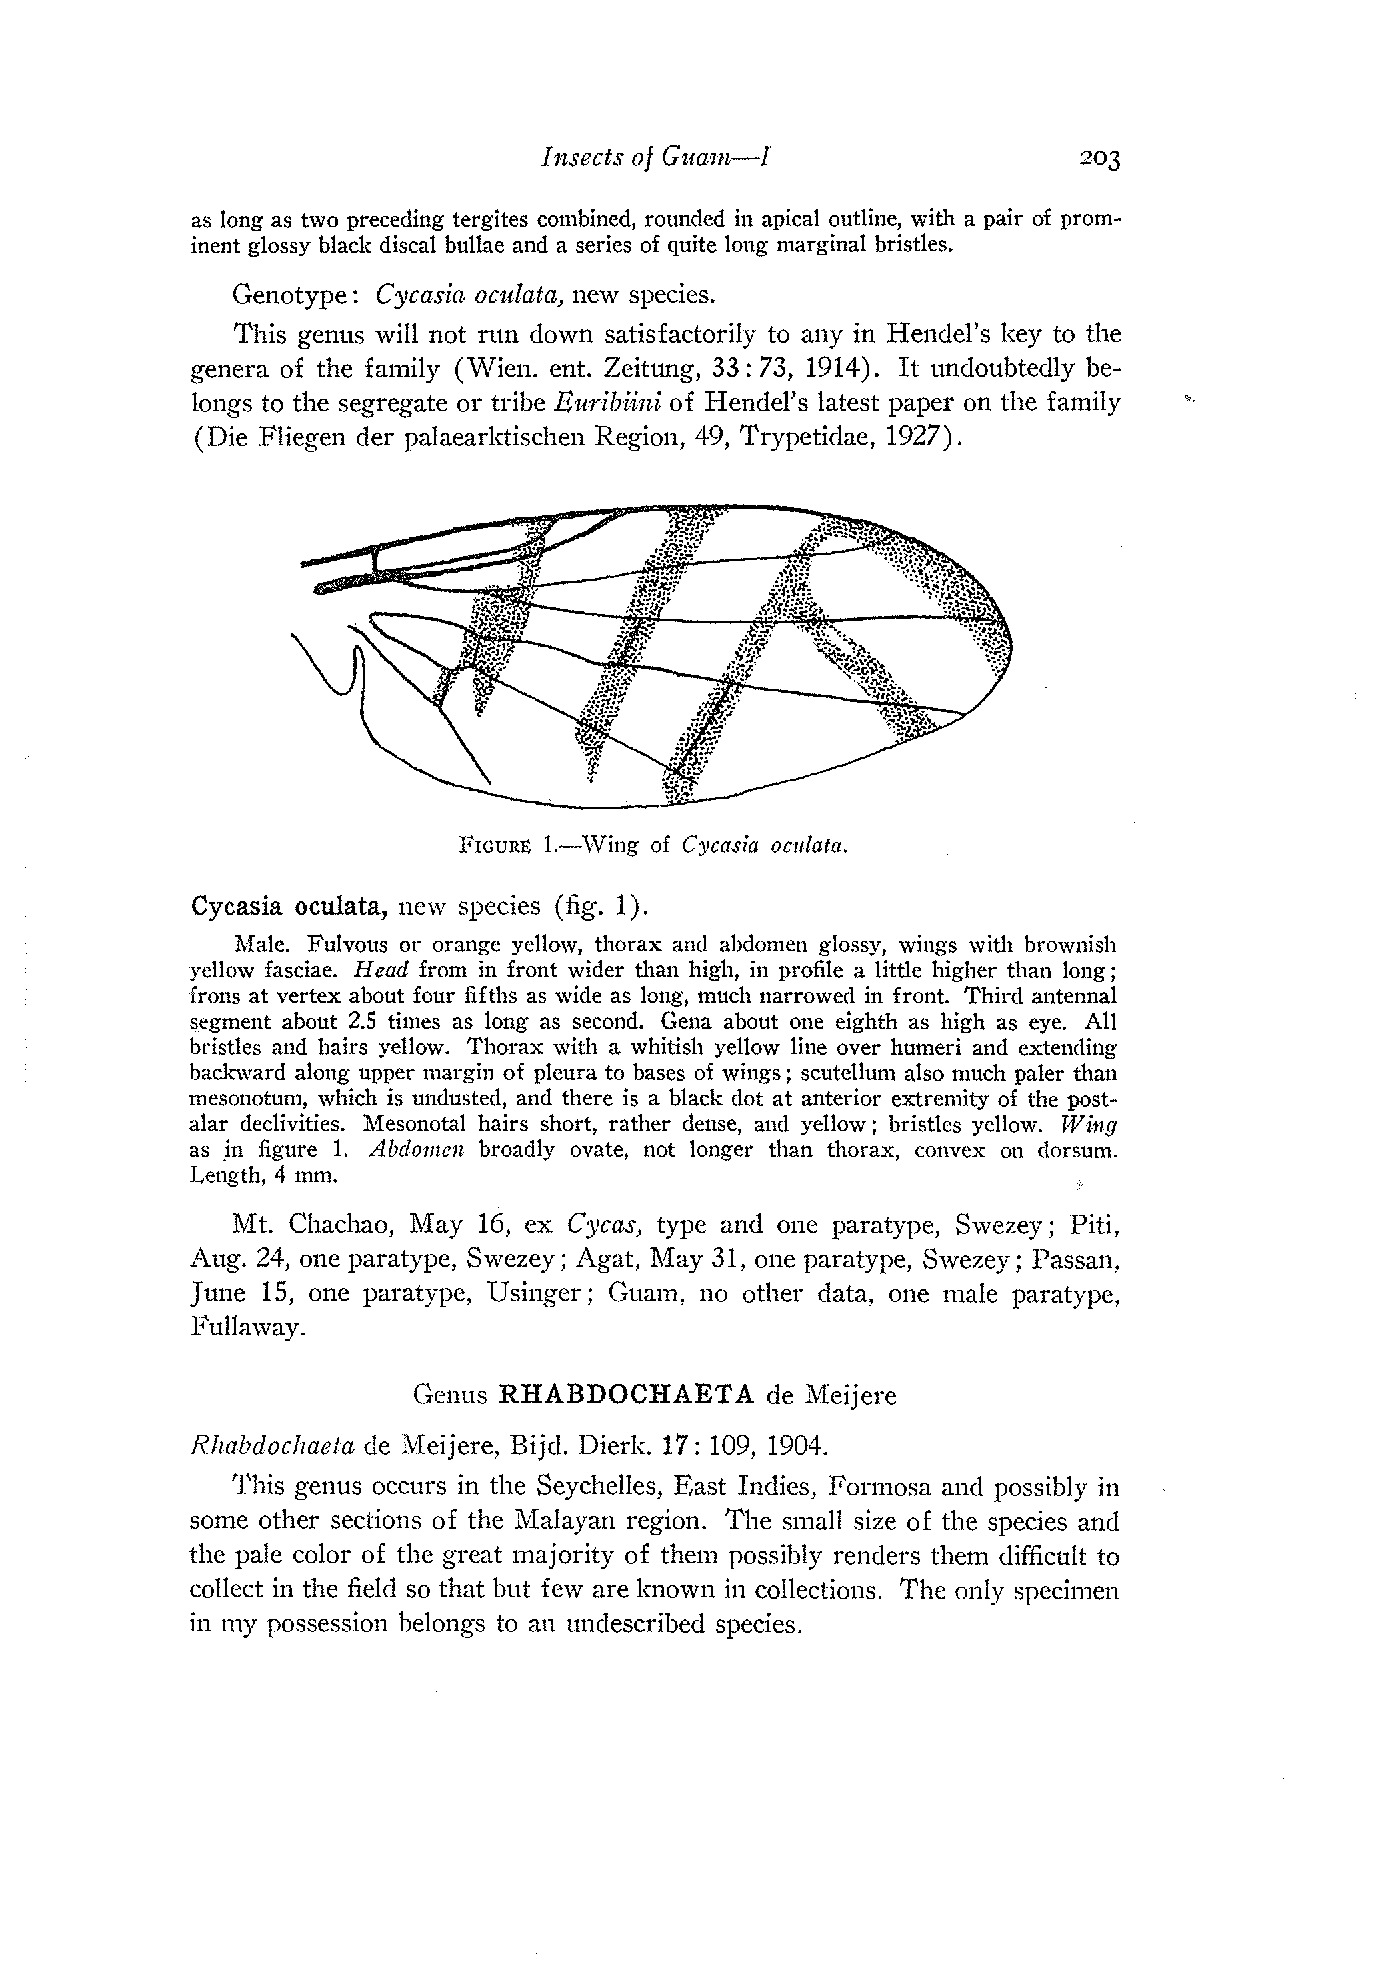 Insects of Guam—I 203
as long as two preceding tergites combined, rounded in apical outline, with a pair of prom-
inent glossy black discal bullae and a series of quite long marginal bristles.
Genotype: Cycasia oculata, new species.
This genus will not run down satisfactorily to any in Hendel's key to the
genera of the family (Wien. ent. Zeitung, 33:73, 1914). It undoubtedly be-
longs to the segregate or tribe Euribiini of Hendel's latest paper on the family
(Die Fliegen der palaearktischen Region, 49, Trypetidae, 1927).
FIGURE 1.—Wing of Cycasia oculata.
Cycasia oculata, new species (fig. 1).
Male. Fulvous or orange yellow, thorax and abdomen glossy, wings with brownish
yellow fasciae. Head from in front wider than high, in profile a little higher than long;
frons at vertex about four fifths as wide as long, much narrowed in front. Third antennal
segment about 2.5 times as long as second. Gena about one eighth as high as eye. All
bristles and hairs yellow. Thorax with a whitish yellow line over humeri and extending
backward along upper margin of pleura to bases of wings; scutellum also much paler than
mesonotum, which is undusted, and there is a black dot at anterior extremity of the post-
alar declivities. Mesonotal hairs short, rather dense, and yellow; bristles yellow. Wing
as in figure 1. Abdomen broadly ovate, not longer than thorax, convex on dorsum.
Length, 4 mm.
Mt. Chachao, May 16, ex Cycas, type and one paratype, Swezey; Piti,
Aug. 24, one paratype, Swezey; Agat, May 31, one paratype, Swezey; Passan,
June 15, one paratype, Usinger; Guam, no other data, one male paratype,
Fullaway.
Genus RHABDOCHAETA de Meijere
Rhabdochaeta de Meijere, Bijd. Dierk. 17: 109, 1904.
This genus occurs in the Seychelles, East Indies, Formosa and possibly in
some other sections of the Malayan region. The small size of the species and
the pale color of the great majority of them possibly renders them difficult to
collect in the field so that but few are known in collections. The only specimen
in my possession belongs to an undescribed species.